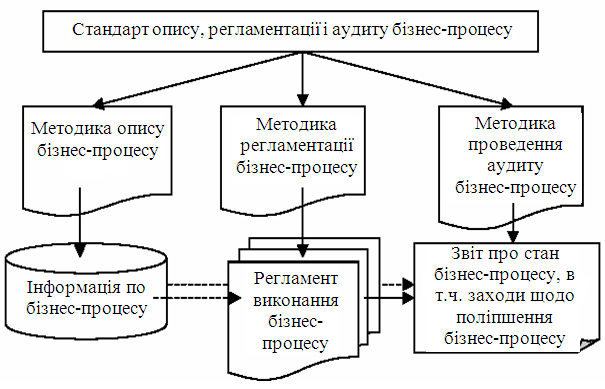 Стандарт опису, регламентації і аудиту бізнес-процесу
Методика опису
бізнес-процесу
Методика
регламентації
бізнес-процесу
Методика
проведення
аудиту
бізнес-процесу
Інформація по
бізнес-процесу
Регламент
виконання
бізнес-
процесу
Звіт про стан
бізнес-процесу, в
т.ч. заходи щодо
поліпшення
бізнес-процесу